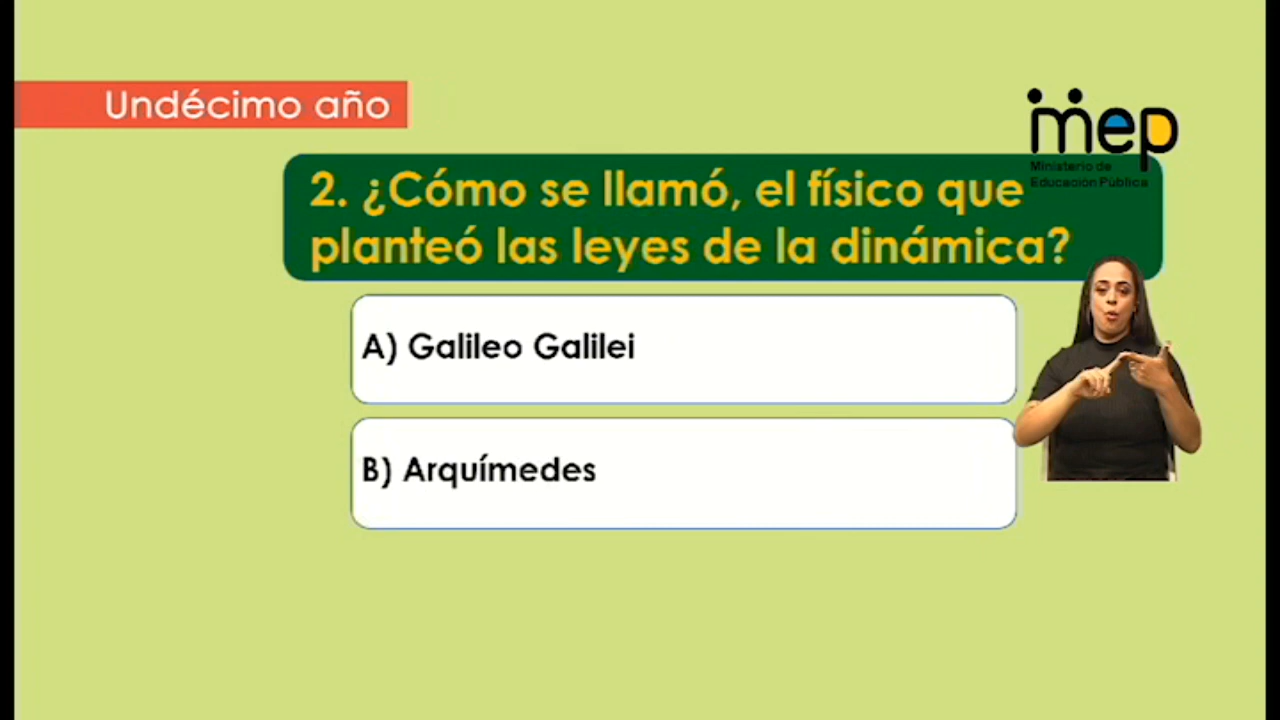 Undécimo año
mep
Ministerio de
Educación Pública
2. ¿Cómo se llamó, el físico que
planteó las leyes de la dinámica?
A) Galileo Galilei
B) Arquímedes